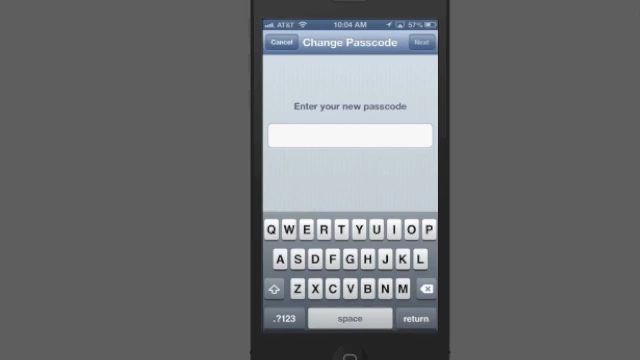 AT&T 10:04 AM 57%
Cancel Change Passcode Next
Enter your new passcode
Q W E R T Y U I O P
A S D F G H J K L
Z X C V B N M
.?123 space return